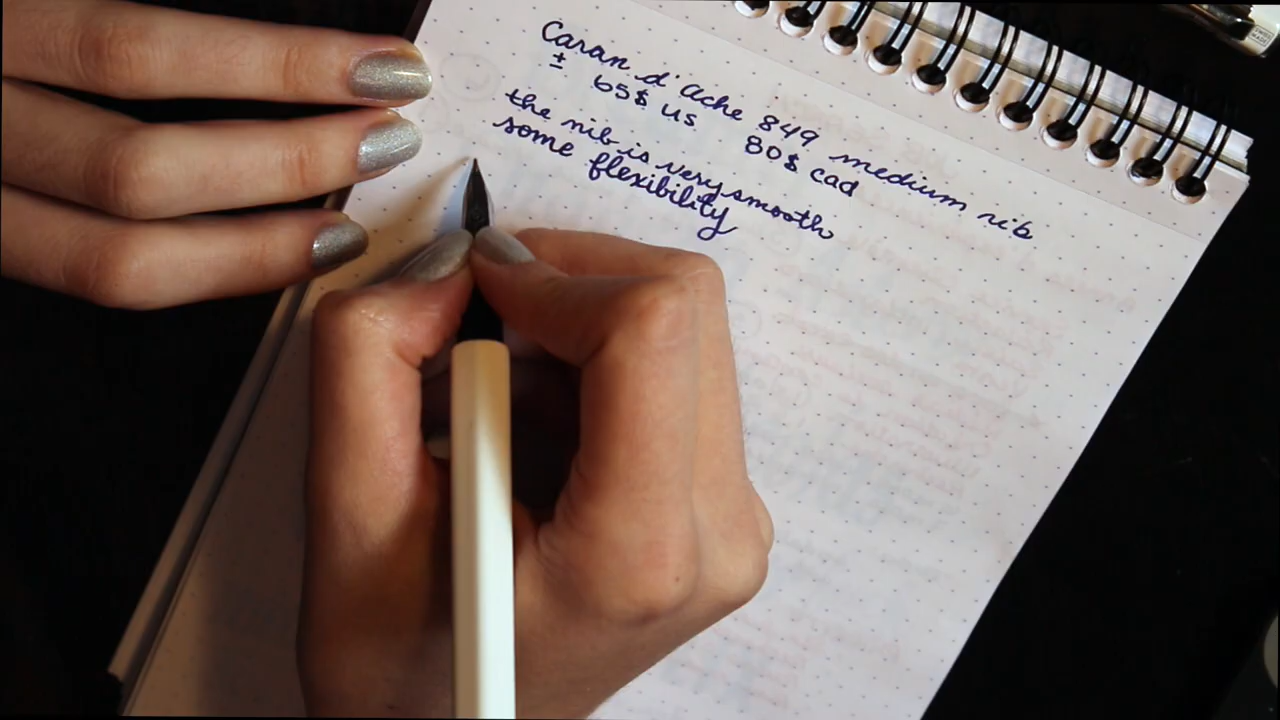 Caran d'Ache 849 medium nib
± 65$ us 80$ cad
the nib is very smooth
some flexibility